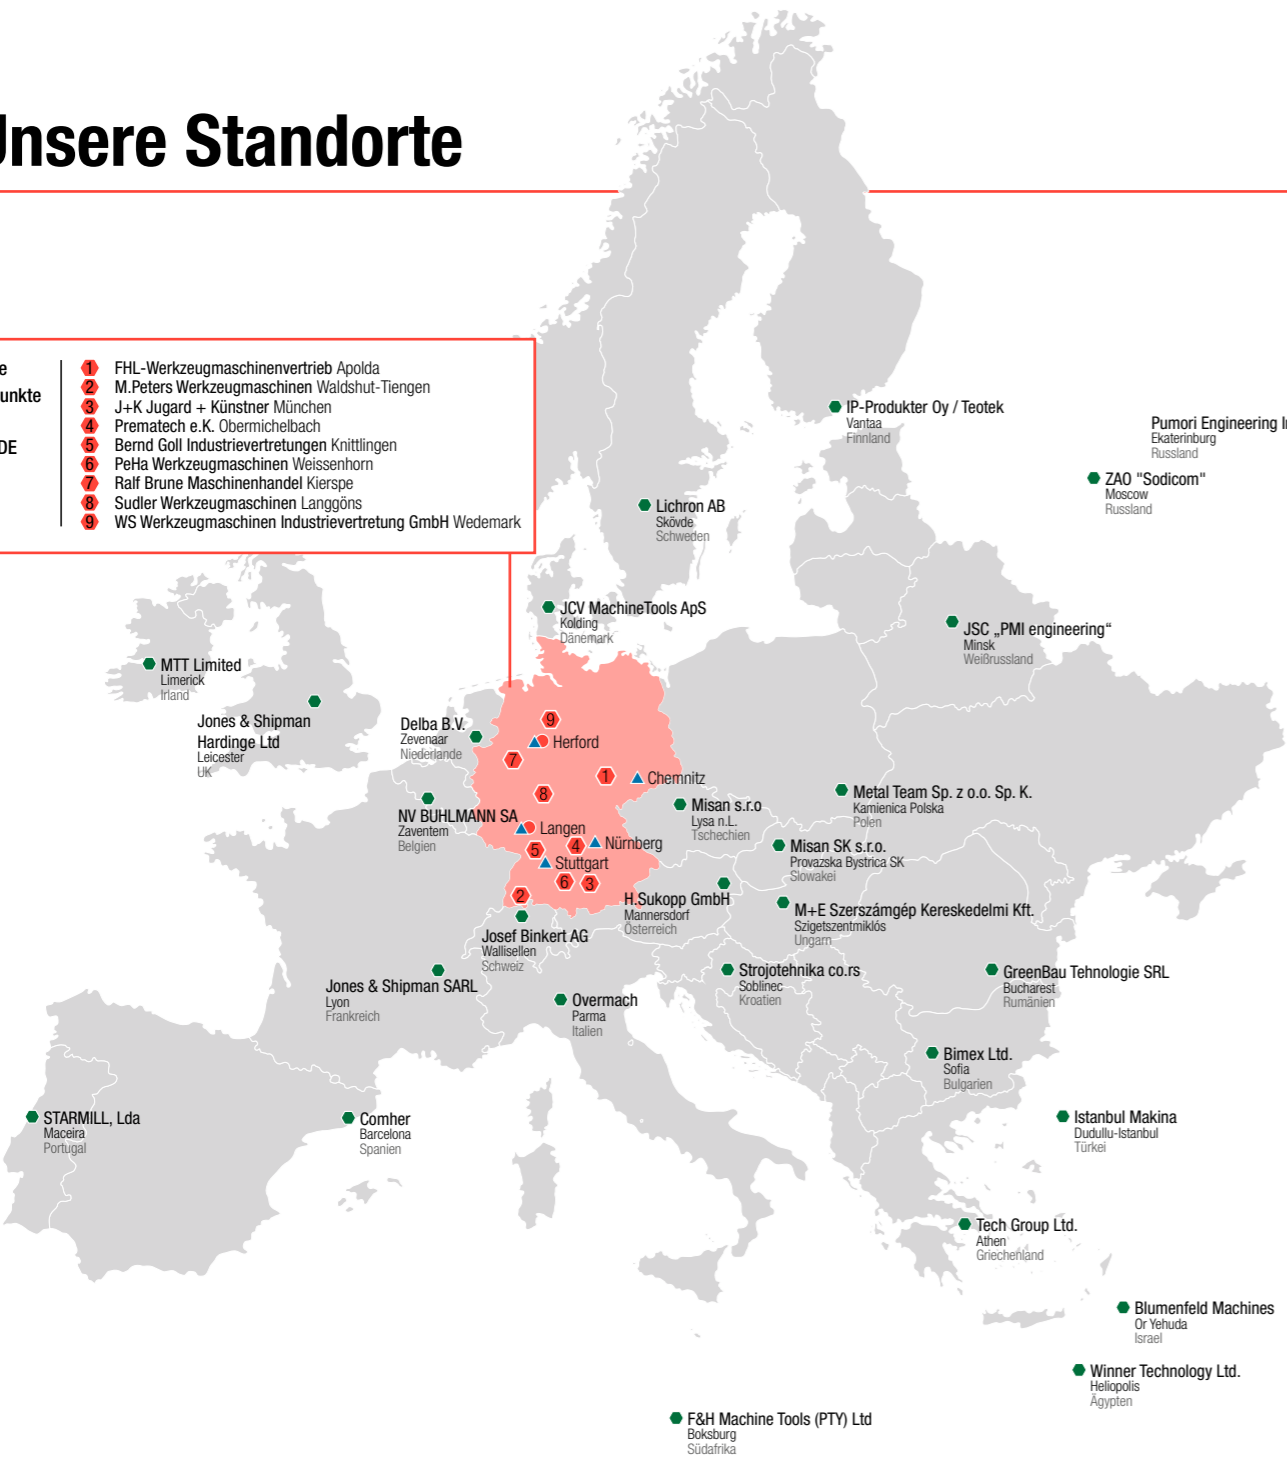 Unsere Standorte
e
unkte
DE
1 FHL-Werkzeugmaschinenvertrieb Apolda
2 M.Peters Werkzeugmaschinen Waldshut-Tiengen
3 J+K Jugard + Künstner München
4 Prematech e.K. Obermichelbach
5 Bernd Goll Industrievertretungen Knittlingen
6 PeHa Werkzeugmaschinen Weissenhorn
7 Ralf Brune Maschinenhandel Kierspe
8 Sudler Werkzeugmaschinen Langgöns
9 WS Werkzeugmaschinen Industrievertretung GmbH Wedemark
IP-Produkter Oy / Teotek
Vantaa
Finnland
Pumori Engineering I
Ekaterinburg
Russland
ZAO "Sodicom"
Moscow
Russland
Lichron AB
Skövde
Schweden
JCV MachineTools ApS
Kolding
Dänemark
JSC „PMI engineering“
Minsk
Weißrussland
MTT Limited
Limerick
Irland
Jones & Shipman
Hardinge Ltd
Leicester
UK
Delba B.V.
Zevenaar
Niederlande
9
Herford
7
1
Chemnitz
8
NV BUHLMANN SA
Zaventem
Belgien
Langen
Nürnberg
5
4
Stuttgart
6
3
2
Misan s.r.o
Lysa n.L.
Tschechien
Metal Team Sp. z o.o. Sp. K.
Kamienica Polska
Polen
Misan SK s.r.o.
Provazska Bystrica SK
Slowakei
H.Sukopp GmbH
Mannersdorf
Österreich
M+E Szerszámgép Kereskedelmi Kft.
Szigetszentmiklós
Ungarn
Josef Binkert AG
Wallisellen
Schweiz
Jones & Shipman SARL
Lyon
Frankreich
Strojotehnika co.rs
Soblinec
Kroatien
GreenBau Tehnologie SRL
Bucharest
Rumänien
Overmach
Parma
Italien
Bimex Ltd.
Sofia
Bulgarien
STARMILL, Lda
Maceira
Portugal
Comher
Barcelona
Spanien
Istanbul Makina
Dudullu-Istanbul
Türkei
Tech Group Ltd.
Athen
Griechenland
Blumenfeld Machines
Or Yehuda
Israel
Winner Technology Ltd.
Heliopolis
Ägypten
F&H Machine Tools (PTY) Ltd
Boksburg
Südafrika